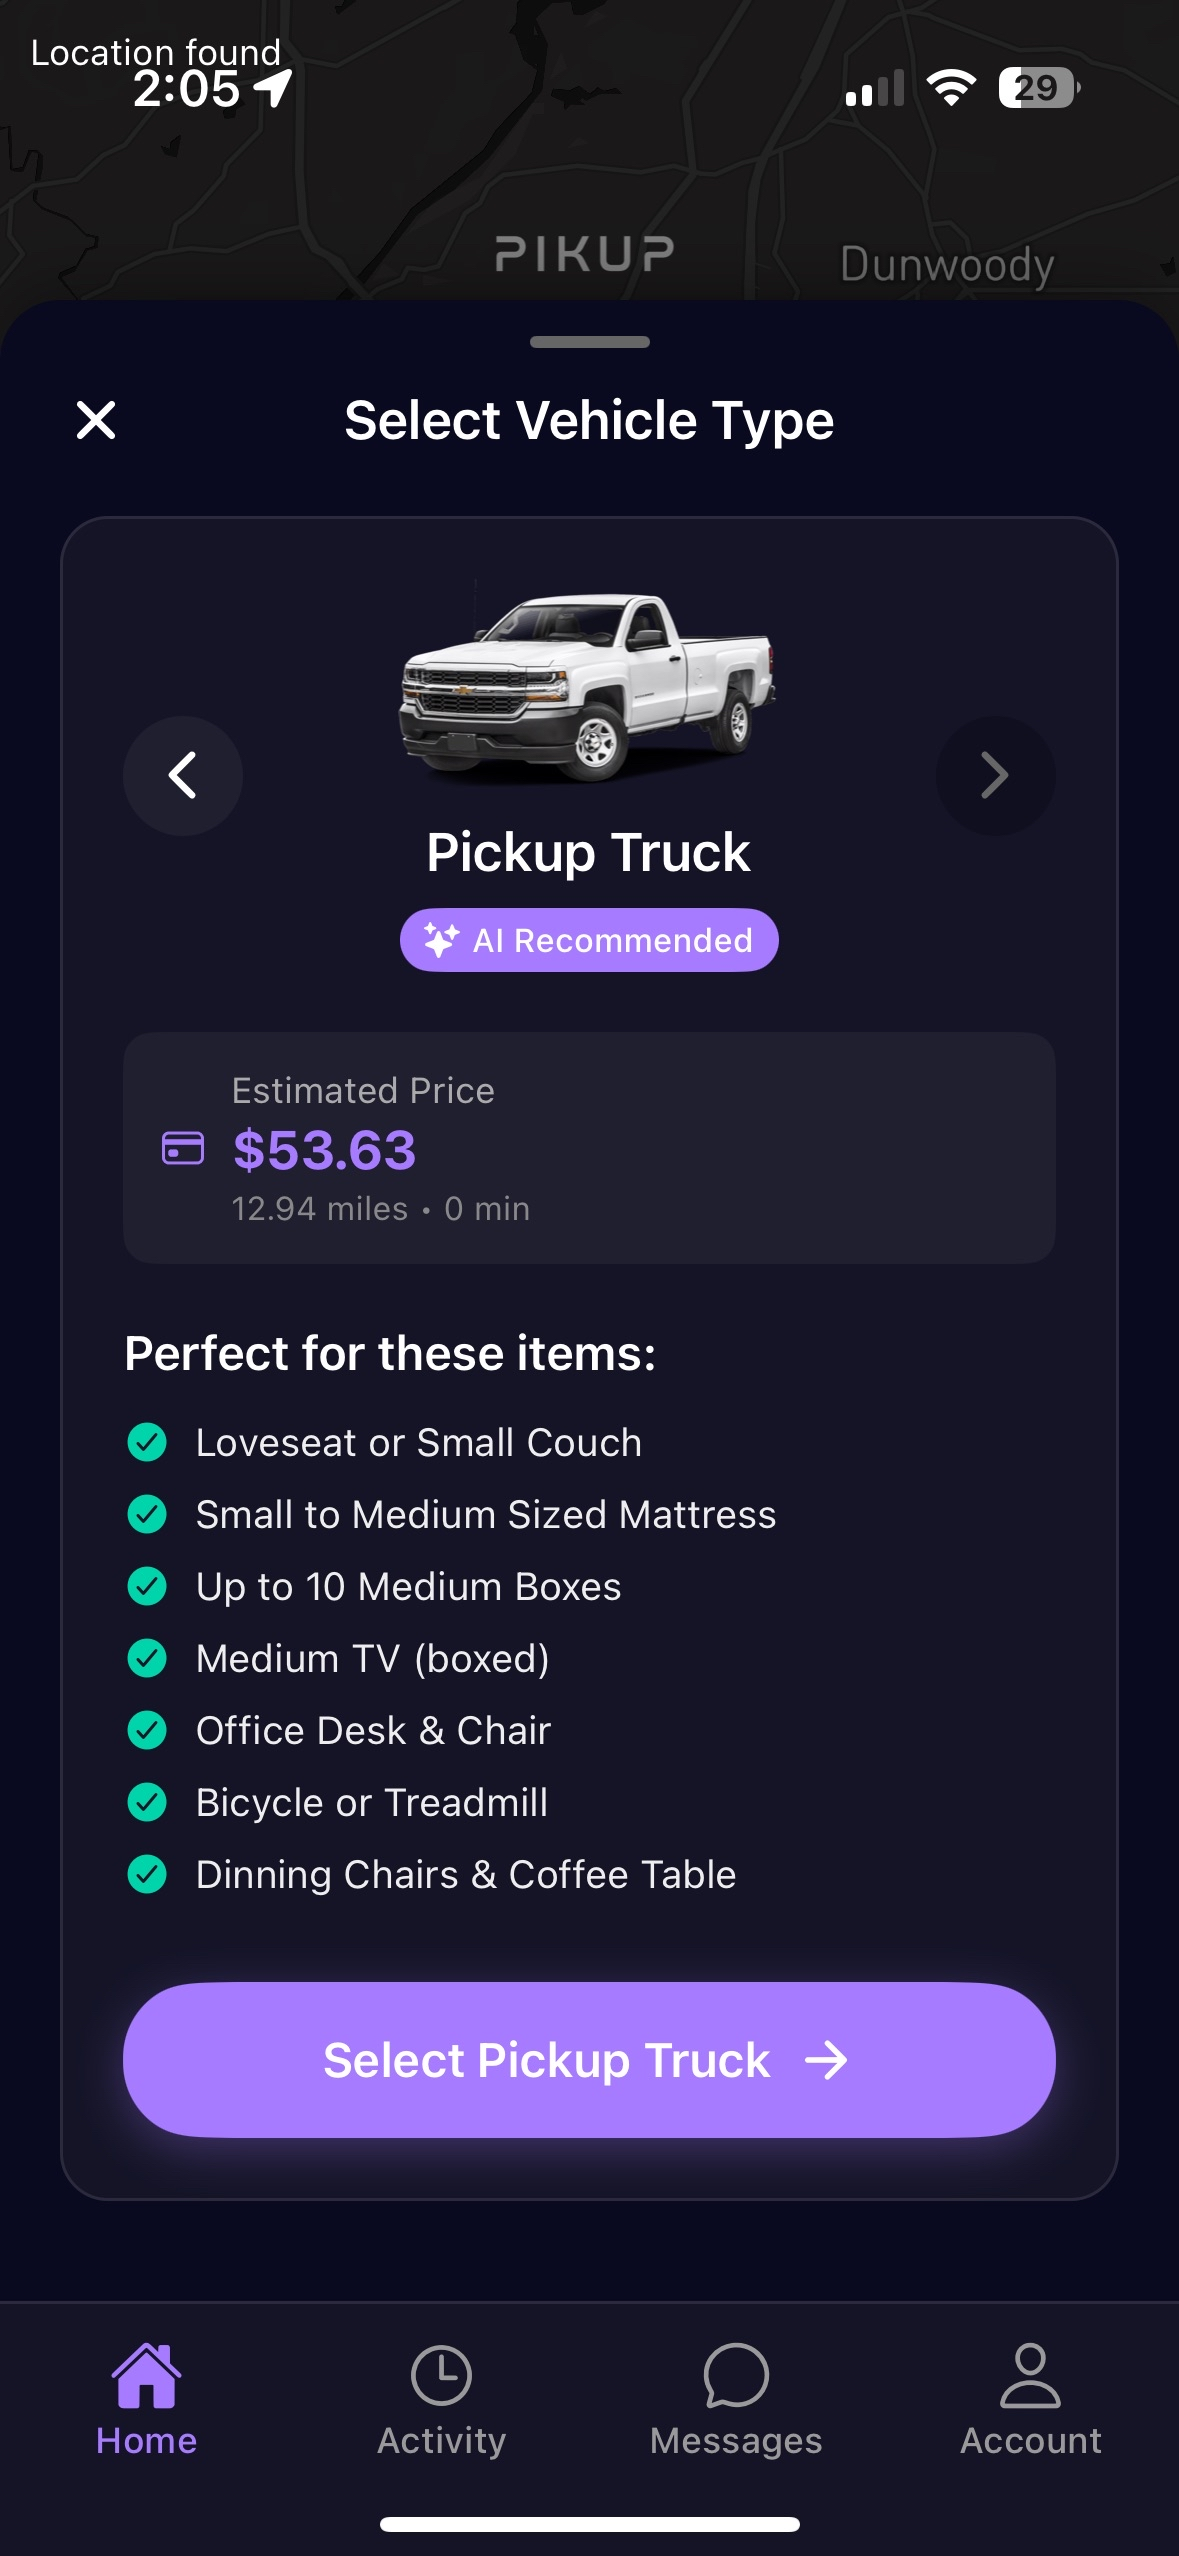 Location found
2:05
29
PIKUP
Dunwoody
Select Vehicle Type
Pickup Truck
AI Recommended
Estimated Price
$53.63
12.94 miles • 0 min
Perfect for these items:
Loveseat or Small Couch
Small to Medium Sized Mattress
Up to 10 Medium Boxes
Medium TV (boxed)
Office Desk & Chair
Bicycle or Treadmill
Dinning Chairs & Coffee Table
Select Pickup Truck
Home
Activity
Messages
Account